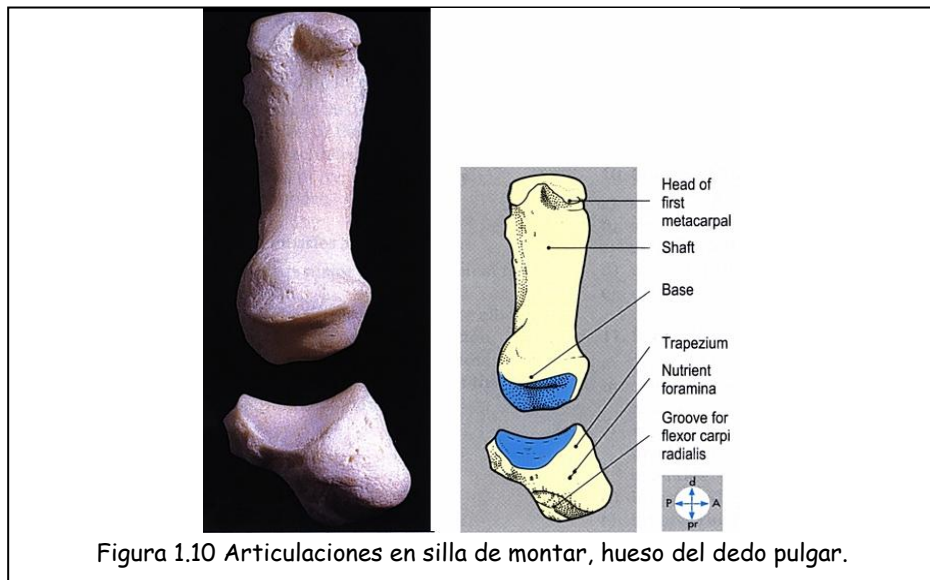 Head of
first
metacarpal
Shaft
Base
Trapezium
Nutrient
foramina
Groove for
flexor carpi
radialis
d
P A
pr
Figura 1.10 Articulaciones en silla de montar, hueso del dedo pulgar.